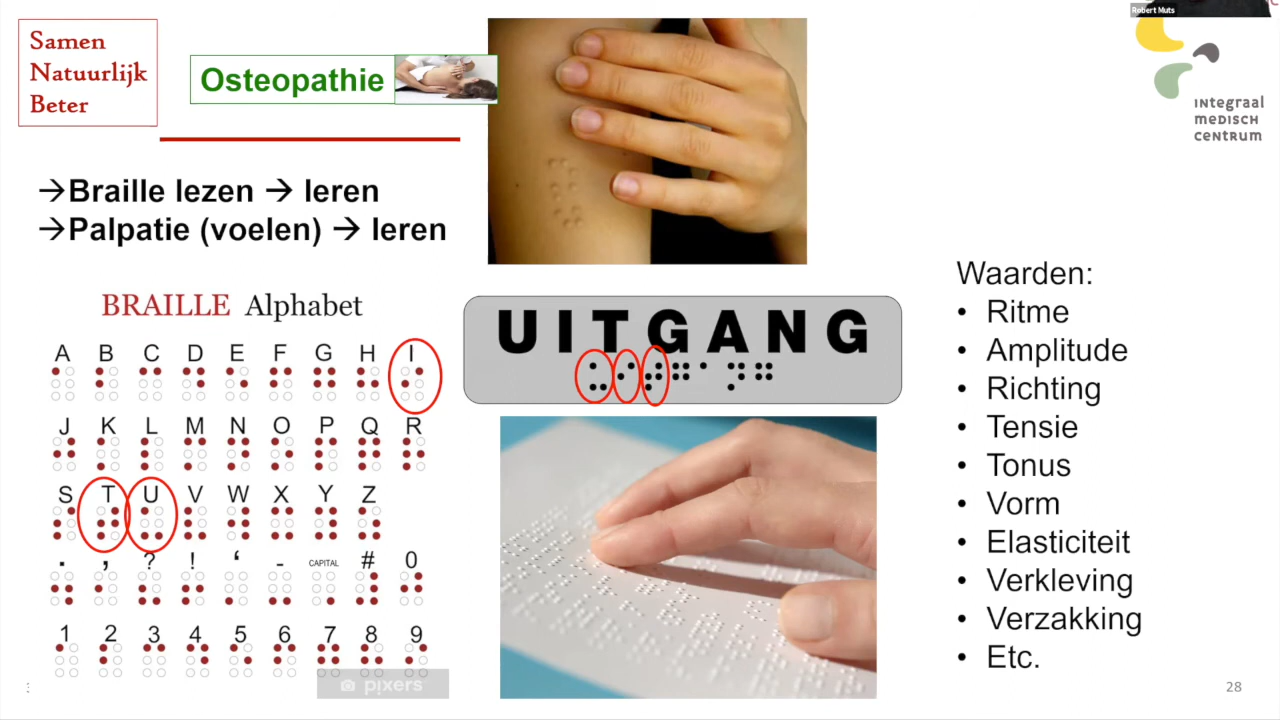 Robert Muts
Samen
Natuurlijk
Beter
Osteopathie
INTEGRAAL
MEDISCH
CENTRUM
→Braille lezen → leren
→Palpatie (voelen) → leren
BRAILLE Alphabet
A B C D E F G H I
J K L M N O P Q R
S T U V W X Y Z
. , ? ! ‘ - CAPITAL # 0
1 2 3 4 5 6 7 8 9
pixers
UITGANG
⠥⠊⠞⠛⠁⠝⠛
Waarden:
• Ritme
• Amplitude
• Richting
• Tensie
• Tonus
• Vorm
• Elasticiteit
• Verkleving
• Verzakking
• Etc.
28